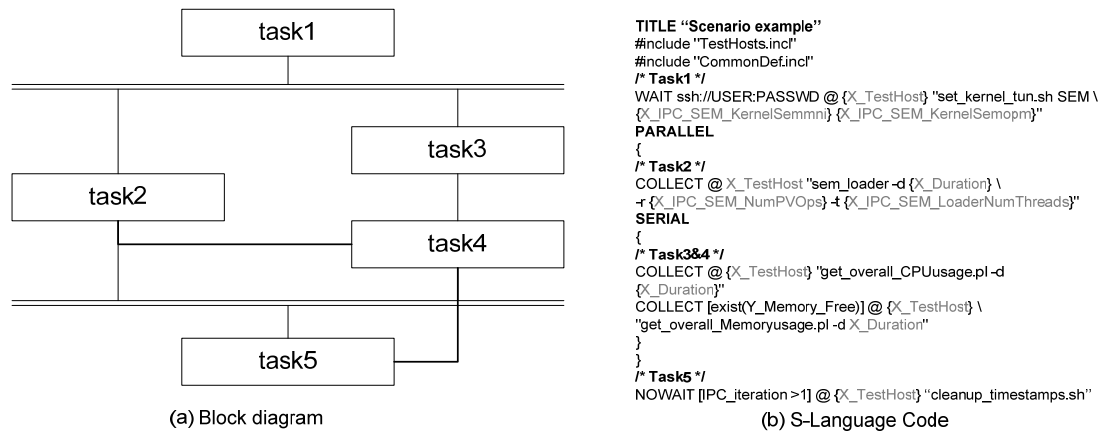 task1
task3
task2
task4
task5
(a) Block diagram
TITLE “Scenario example”
#include "TestHosts.incl"
#include "CommonDef.incl"
/* Task1 */
WAIT ssh://USER:PASSWD @ {X_TestHost} "set_kernel_tun.sh SEM \
{X_IPC_SEM_KernelSemmni} {X_IPC_SEM_KernelSemopm}"
PARALLEL
{
/* Task2 */
COLLECT @ X_TestHost "sem_loader -d {X_Duration} \
-r {X_IPC_SEM_NumPVOps} -t {X_IPC_SEM_LoaderNumThreads}"
SERIAL
{
/* Task3&4 */
COLLECT @ {X_TestHost} "get_overall_CPUusage.pl -d
{X_Duration}"
COLLECT [exist(Y_Memory_Free)] @ {X_TestHost} \
"get_overall_Memoryusage.pl -d X_Duration"
}
}
/* Task5 */
NOWAIT [IPC_iteration >1] @ {X_TestHost} “cleanup_timestamps.sh”
(b) S-Language Code